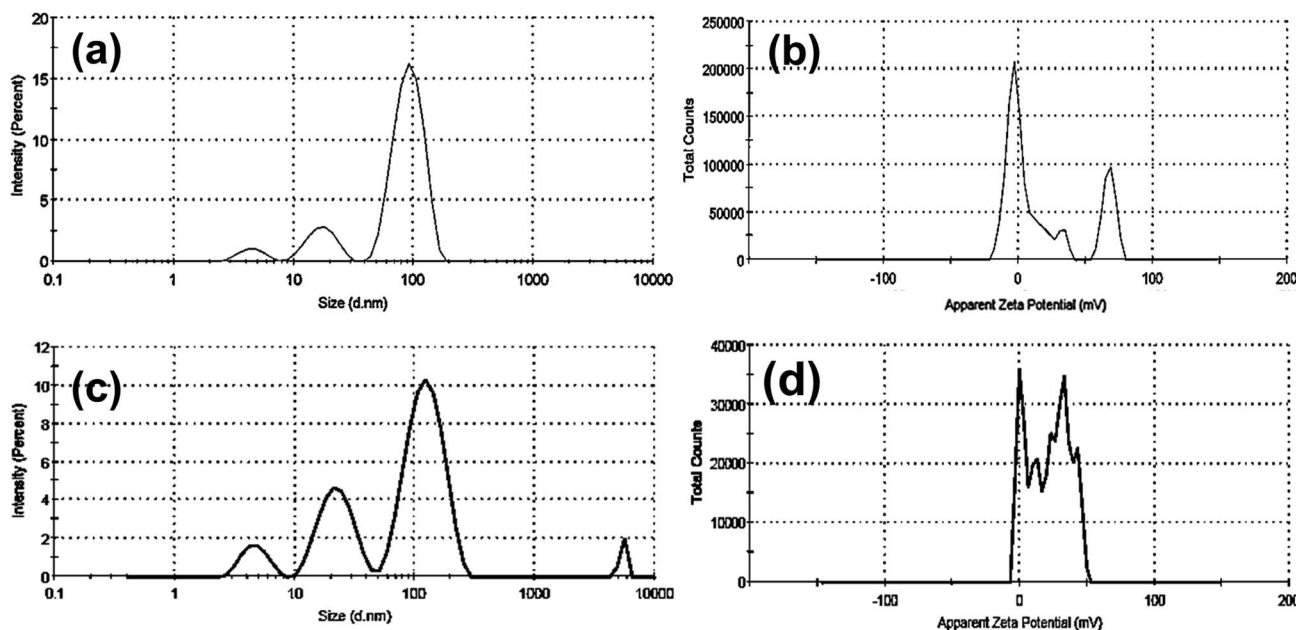 (a)
Intensity (Percent)
20
15
10
5
0
0.1 1 10 100 1000 10000
Size (d.nm)
(b)
Total Counts
250000
200000
150000
100000
50000
0
-100 0 100 200
Apparent Zeta Potential (mV)
(c)
Intensity (Percent)
12
10
8
6
4
2
0
0.1 1 10 100 1000 10000
Size (d.nm)
(d)
Total Counts
40000
30000
20000
10000
0
-100 0 100 200
Apparent Zeta Potential (mV)